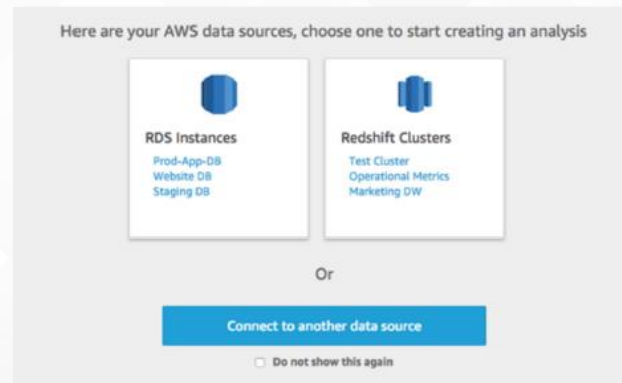 Here are your AWS data sources, choose one to start creating an analysis
RDS Instances
Prod-App-DB
Website DB
Staging DB
Redshift Clusters
Test Cluster
Operational Metrics
Marketing DW
Or
Connect to another data source
Do not show this again